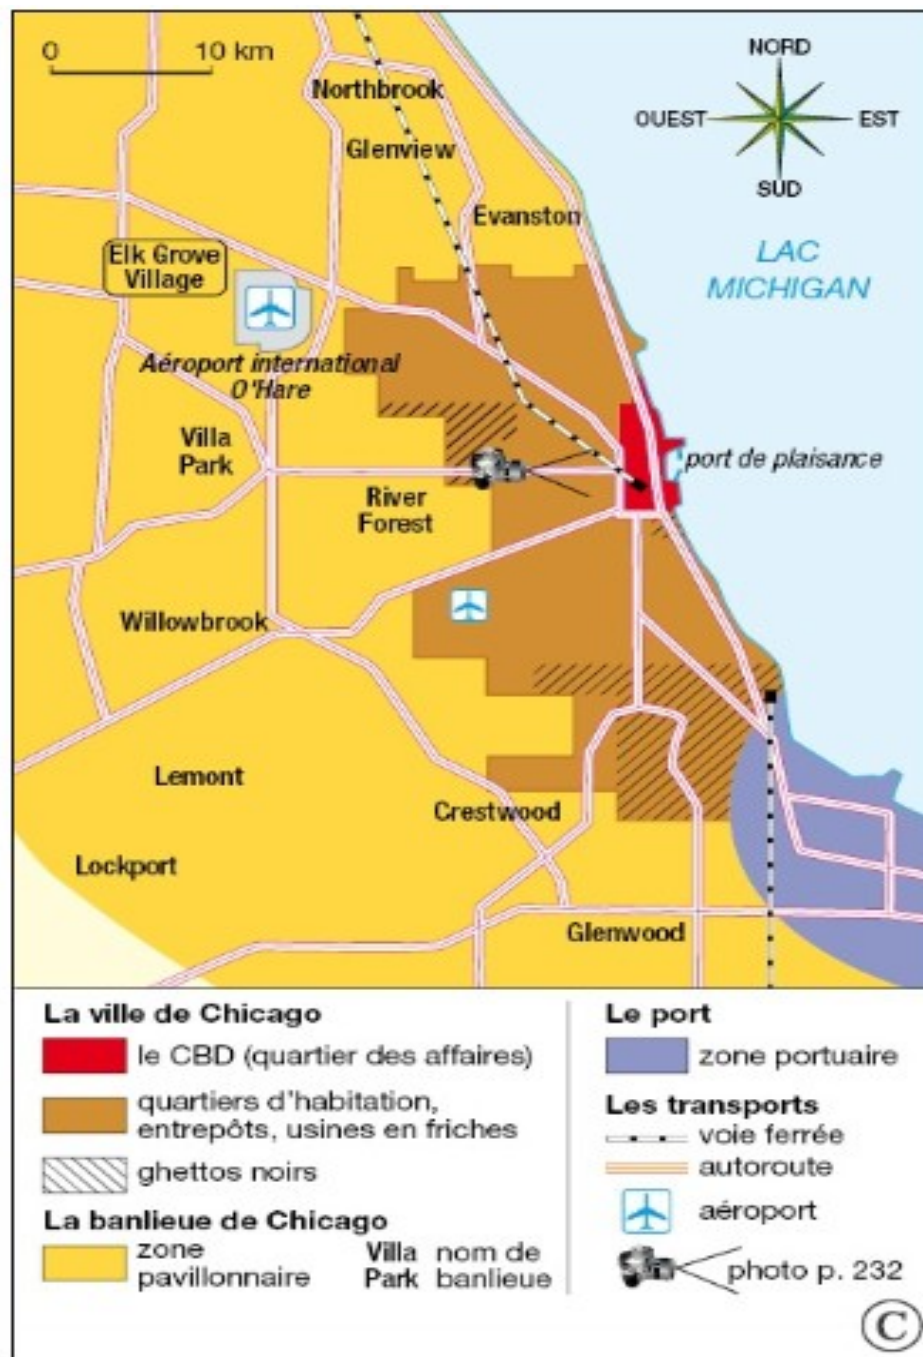 0 10 km
NORD
OUEST EST
SUD
Northbrook
Glenview
Evanston
LAC
MICHIGAN
Elk Grove
Village
Aéroport international
O'Hare
Villa
Park
port de plaisance
River
Forest
Willowbrook
Lemont
Crestwood
Lockport
Glenwood
La ville de Chicago
le CBD (quartier des affaires)
quartiers d'habitation,
entrepôts, usines en friches
ghettos noirs
La banlieue de Chicago
zone
pavillonnaire
Villa
Park
nom de
banlieue
Le port
zone portuaire
Les transports
voie ferrée
autoroute
aéroport
photo p. 232
©